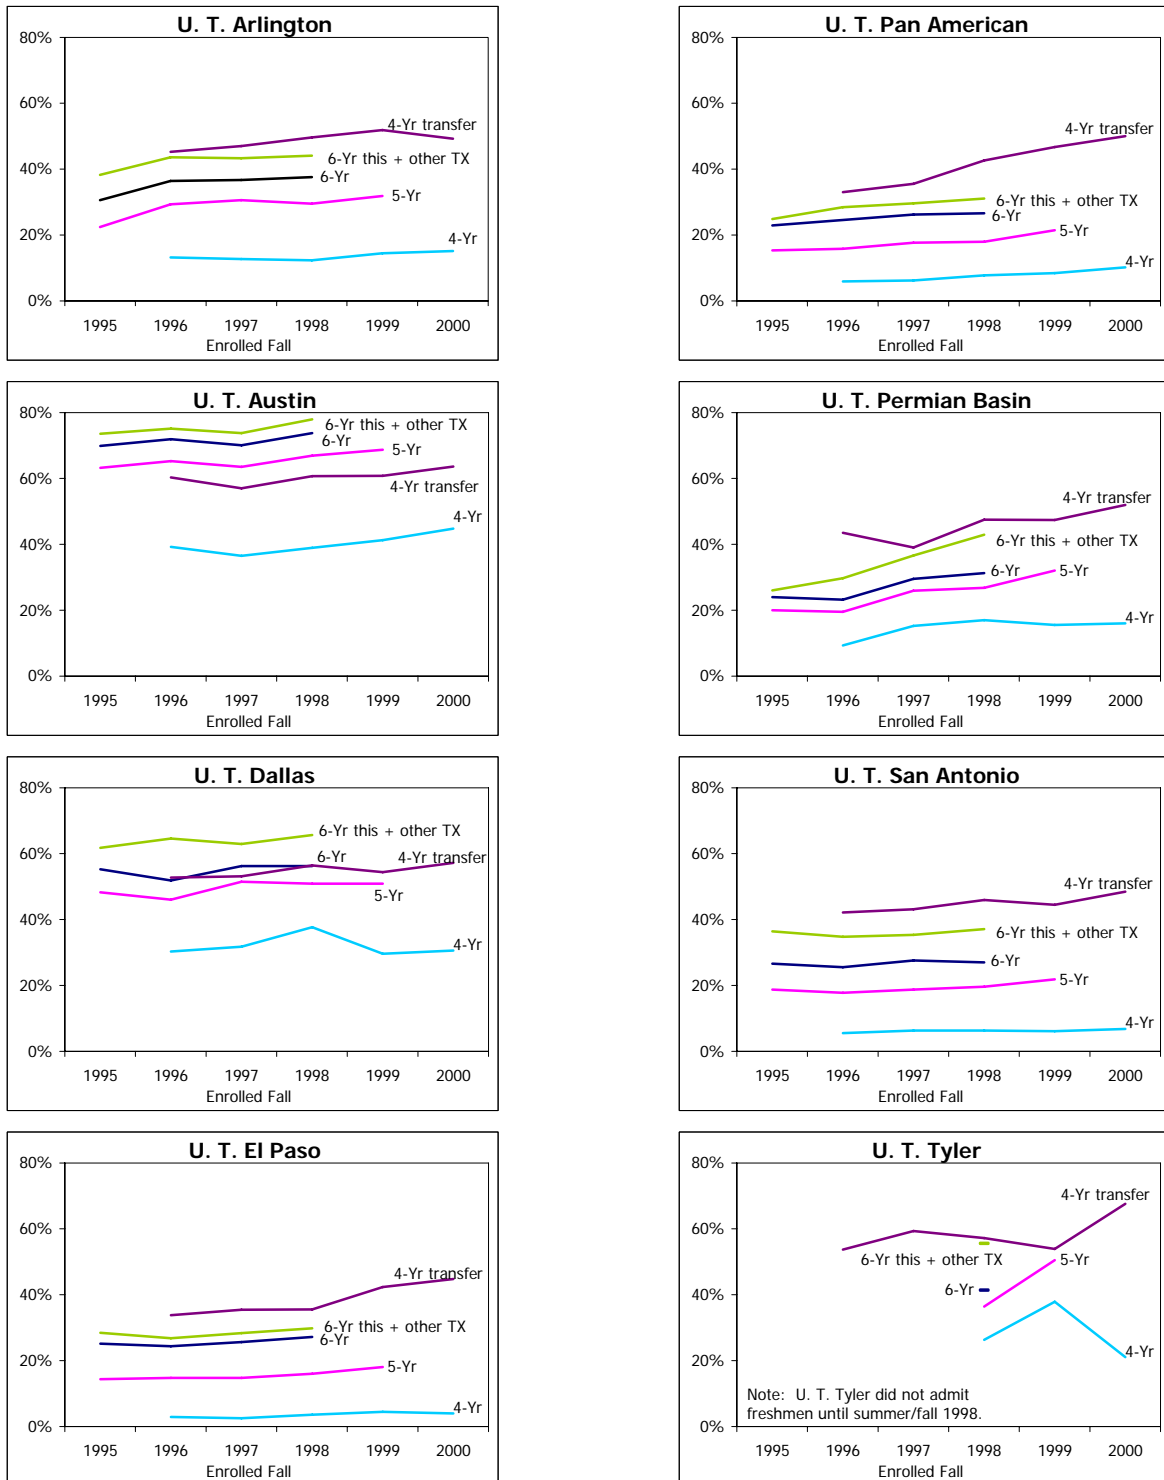 U. T. Arlington
80%
60%
40%
20%
0%
4-Yr transfer
6-Yr this + other TX
6-Yr
5-Yr
4-Yr
1995 1996 1997 1998 1999 2000
Enrolled Fall
U. T. Pan American
80%
60%
40%
20%
0%
4-Yr transfer
6-Yr this + other TX
6-Yr
5-Yr
4-Yr
1995 1996 1997 1998 1999 2000
Enrolled Fall
U. T. Austin
80%
60%
40%
20%
0%
6-Yr this + other TX
6-Yr
5-Yr
4-Yr transfer
4-Yr
1995 1996 1997 1998 1999 2000
Enrolled Fall
U. T. Permian Basin
80%
60%
40%
20%
0%
4-Yr transfer
6-Yr this + other TX
6-Yr
5-Yr
4-Yr
1995 1996 1997 1998 1999 2000
Enrolled Fall
U. T. Dallas
80%
60%
40%
20%
0%
6-Yr this + other TX
6-Yr
4-Yr transfer
5-Yr
4-Yr
1995 1996 1997 1998 1999 2000
Enrolled Fall
U. T. San Antonio
80%
60%
40%
20%
0%
4-Yr transfer
6-Yr this + other TX
6-Yr
5-Yr
4-Yr
1995 1996 1997 1998 1999 2000
Enrolled Fall
U. T. El Paso
80%
60%
40%
20%
0%
4-Yr transfer
6-Yr this + other TX
6-Yr
5-Yr
4-Yr
1995 1996 1997 1998 1999 2000
Enrolled Fall
U. T. Tyler
80%
60%
40%
20%
0%
4-Yr transfer
6-Yr this + other TX
5-Yr
6-Yr
4-Yr
Note: U. T. Tyler did not admit
freshmen until summer/fall 1998.
1995 1996 1997 1998 1999 2000
Enrolled Fall